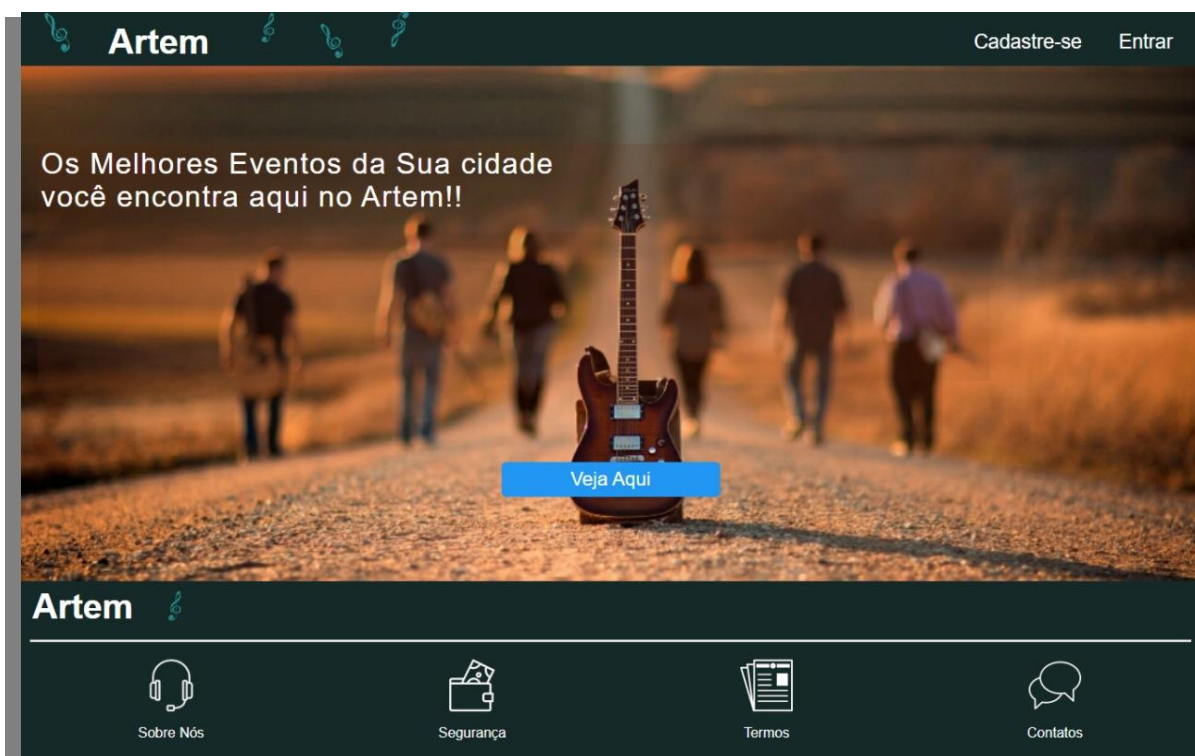 Artem
Cadastre-se
Entrar
Os Melhores Eventos da Sua cidade
você encontra aqui no Artem!!
Veja Aqui
Artem
Sobre Nós
Segurança
Termos
Contatos